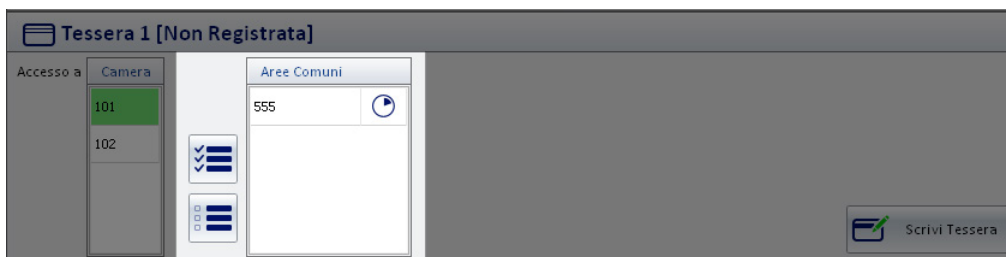 Tessera 1 [Non Registrata]
Accesso a Camera Aree Comuni
101 555
102
Scrivi Tessera